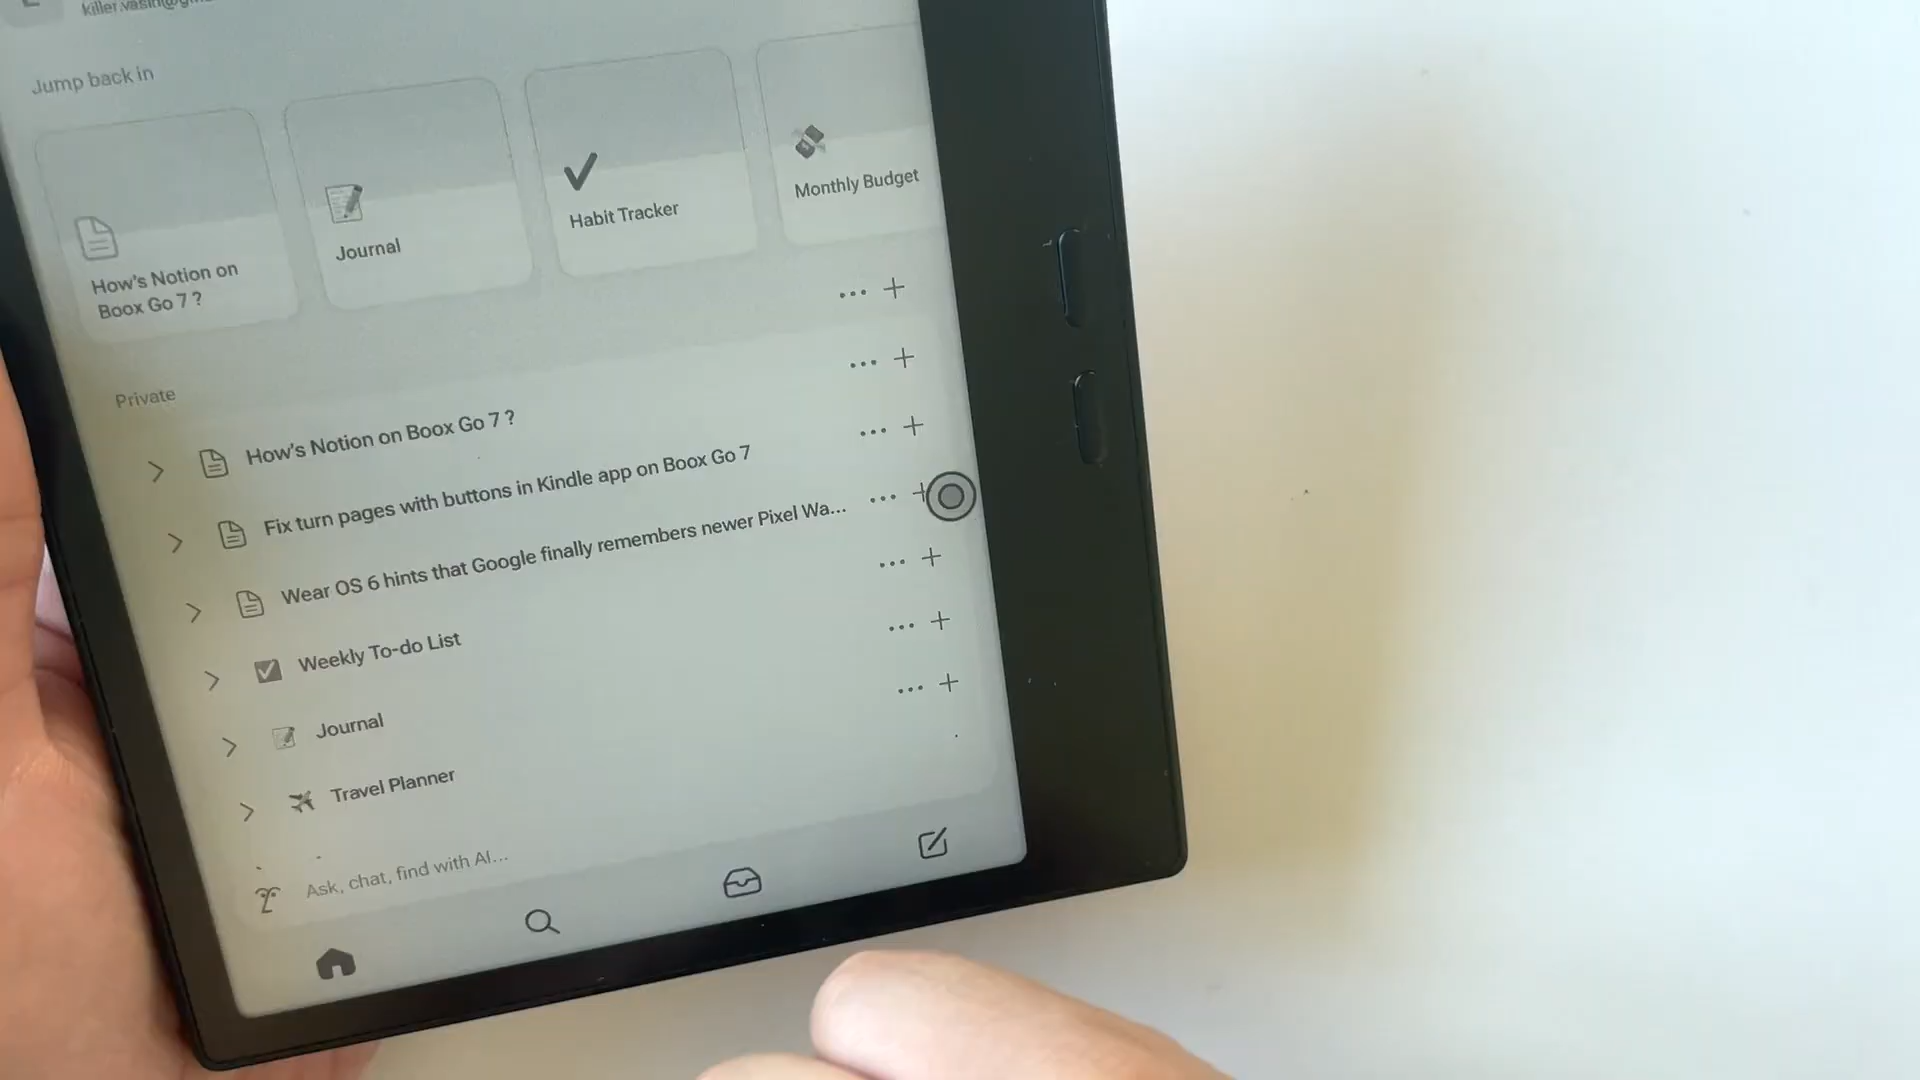 Jump back in
How's Notion on
Boox Go 7 ?
Journal
Habit Tracker
Monthly Budget
Private
How's Notion on Boox Go 7 ?
Fix turn pages with buttons in Kindle app on Boox Go 7
Wear OS 6 hints that Google finally remembers newer Pixel Wa...
Weekly To-do List
Journal
Travel Planner
Ask, chat, find with AI...